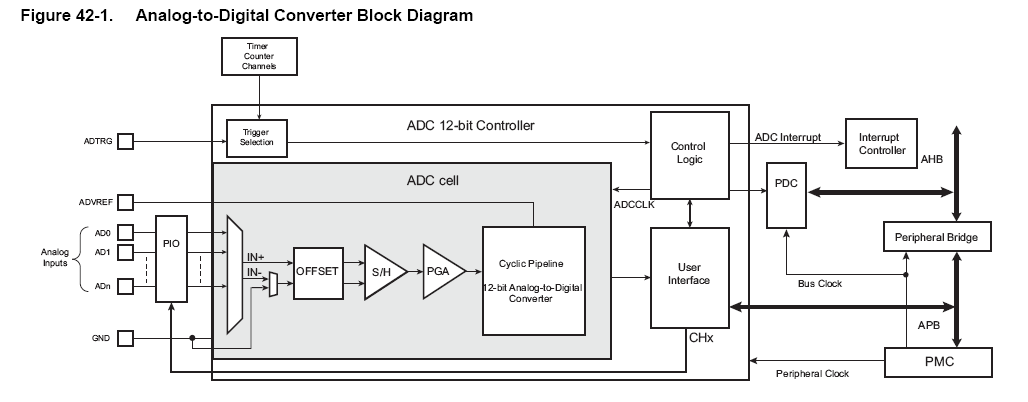 Figure 42-1. Analog-to-Digital Converter Block Diagram
Timer
Counter
Channels
ADTRG
Trigger
Selection
ADC 12-bit Controller
Control
Logic
ADC Interrupt
Interrupt
Controller
AHB
ADC cell
PDC
ADCCLK
ADVREF
AD0
AD1
ADn
Analog
Inputs
PIO
IN+
IN-
OFFSET
S/H
PGA
Cyclic Pipeline
12-bit Analog-to-Digital
Converter
User
Interface
Peripheral Bridge
Bus Clock
APB
GND
CHx
PMC
Peripheral Clock